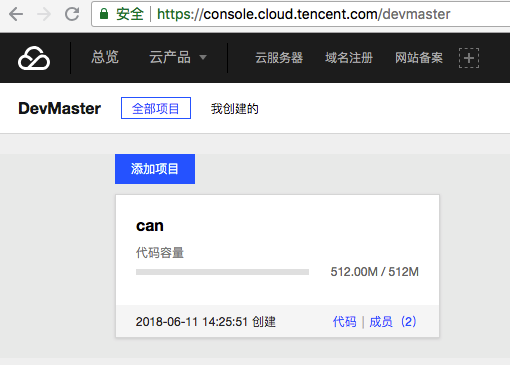 安全 https://console.cloud.tencent.com/devmaster
总览 云产品 云服务器 域名注册 网站备案
DevMaster 全部项目 我创建的
添加项目
can
代码容量
512.00M / 512M
2018-06-11 14:25:51 创建 代码 | 成员（2）